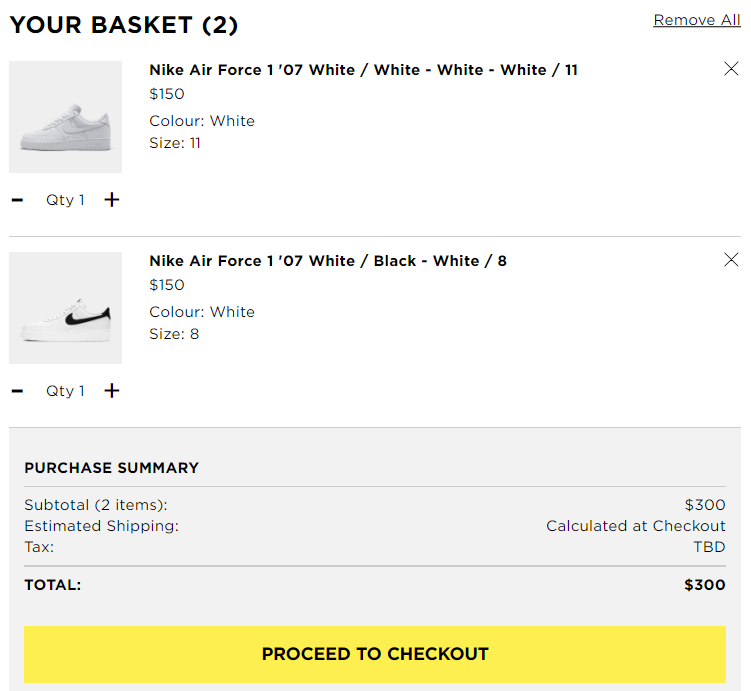 YOUR BASKET (2)
Remove All
Nike Air Force 1 '07 White / White - White - White / 11
$150
Colour: White
Size: 11
Qty 1
Nike Air Force 1 '07 White / Black - White / 8
$150
Colour: White
Size: 8
Qty 1
PURCHASE SUMMARY
Subtotal (2 items): $300
Estimated Shipping: Calculated at Checkout
Tax: TBD
TOTAL: $300
PROCEED TO CHECKOUT